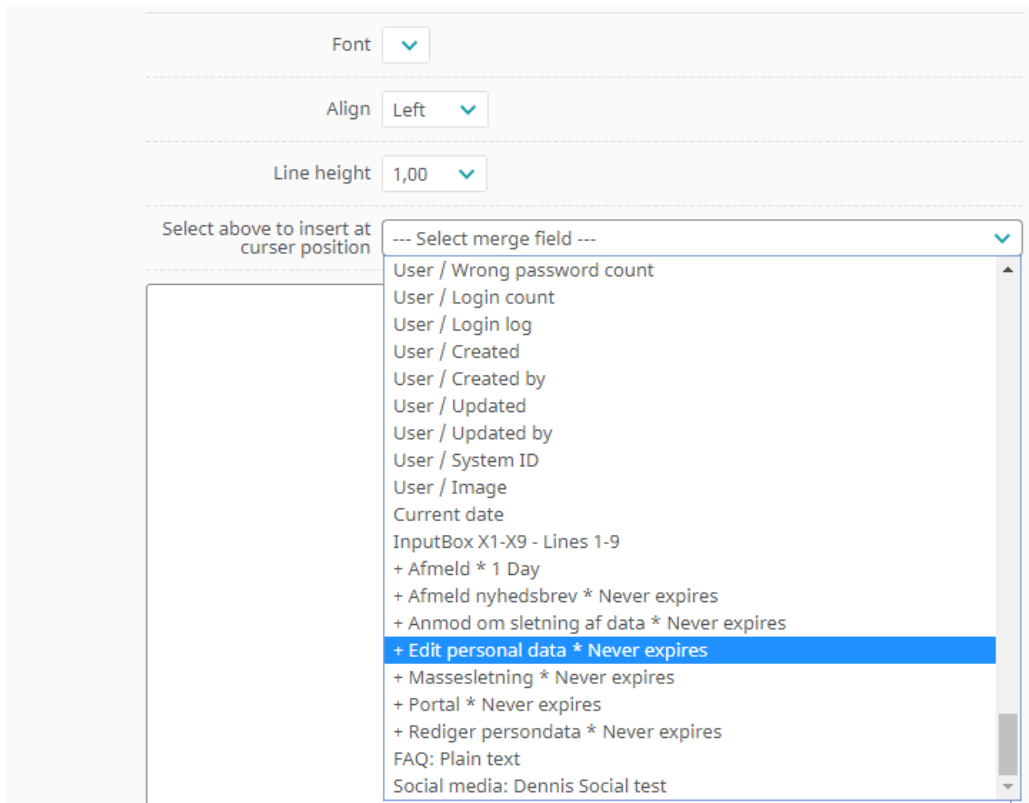 Font
Align Left
Line height 1,00
Select above to insert at
curser position
--- Select merge field ---
User / Wrong password count
User / Login count
User / Login log
User / Created
User / Created by
User / Updated
User / Updated by
User / System ID
User / Image
Current date
InputBox X1-X9 - Lines 1-9
+ Afmeld * 1 Day
+ Afmeld nyhedsbrev * Never expires
+ Anmod om sletning af data * Never expires
+ Edit personal data * Never expires
+ Massesletning * Never expires
+ Portal * Never expires
+ Rediger persondata * Never expires
FAQ: Plain text
Social media: Dennis Social test